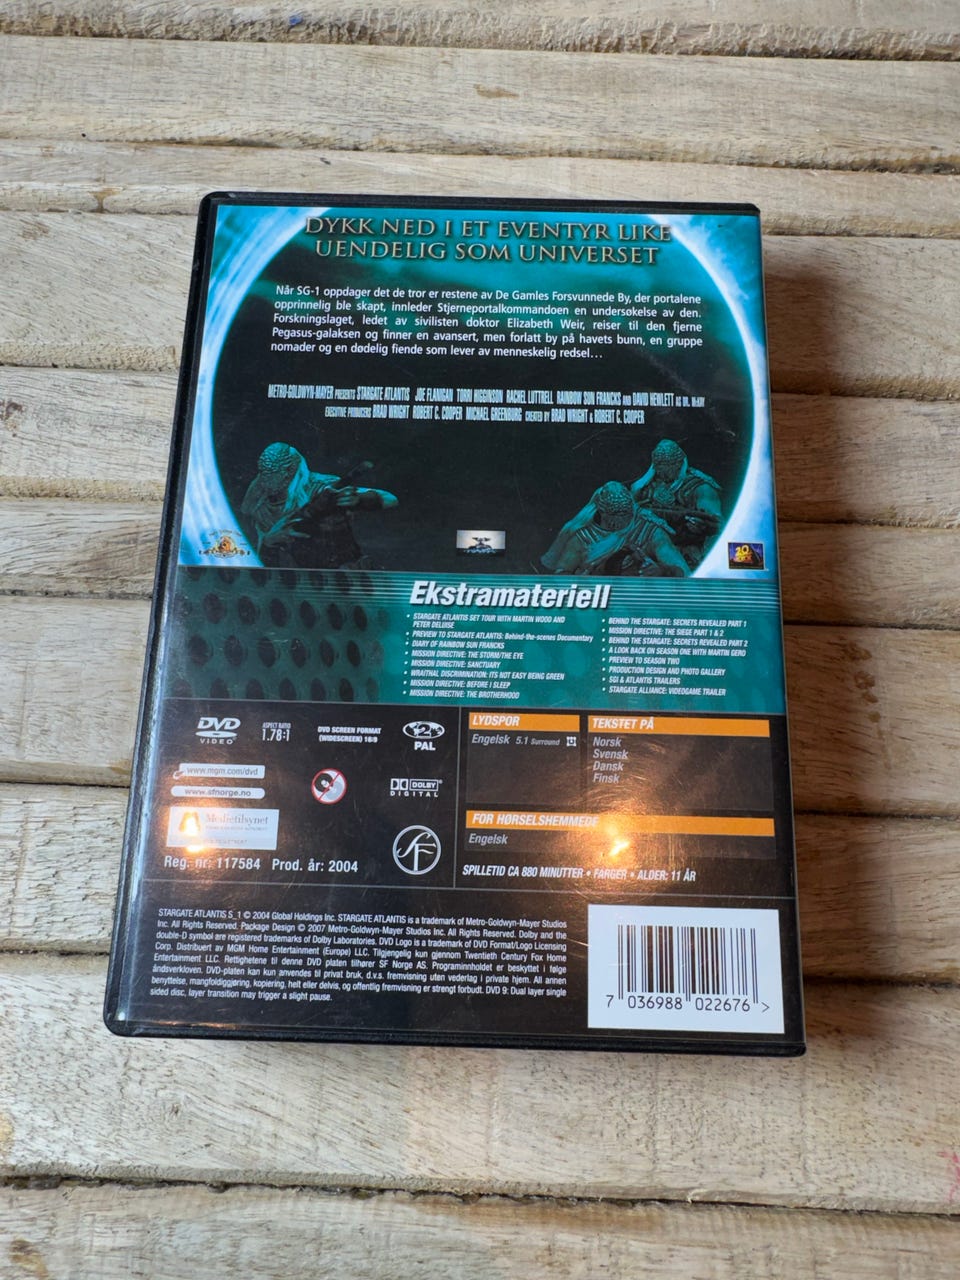 DYKK NED I ET EVENTYR LIKE
UENDELIG SOM UNIVERSET
Når SG-1 oppdager det de tror er restene av De Gamles Forsvunnede By, der portalene
opprinnelig ble skapt, innleder Stjerneportalkommandoen en undersøkelse av den.
Forskningslaget, ledet av sivilisten doktor Elizabeth Weir, reiser til den fjerne
Pegasus-galaksen og finner en avansert, men forlatt by på havets bunn, en gruppe
nomader og en dødelig fiende som lever av menneskelig redsel...
METRO-GOLDWYN-MAYER PRESENTS STARGATE ATLANTIS JOE FLANIGAN TORRI HIGGINSON RACHEL LUTTRELL RAINBOW SUN FRANCKS AND DAVID HEWLETT AS DR. McKAY
EXECUTIVE PRODUCERS BRAD WRIGHT ROBERT C. COOPER MICHAEL GREENBURG CREATED BY BRAD WRIGHT & ROBERT C. COOPER
20
Ekstramateriell
• STARGATE ATLANTIS SET TOUR WITH MARTIN WOOD AND
PETER DELUISE
• PREVIEW TO STARGATE ATLANTIS: Behind-the-scenes Documentary
• DIARY OF RAINBOW SUN FRANCKS
• MISSION DIRECTIVE: THE STORM/THE EYE
• MISSION DIRECTIVE: SANCTUARY
• WRAITHAL DISCRIMINATION: ITS NOT EASY BEING GREEN
• MISSION DIRECTIVE: BEFORE I SLEEP
• MISSION DIRECTIVE: THE BROTHERHOOD
• BEHIND THE STARGATE: SECRETS REVEALED PART 1
• MISSION DIRECTIVE: THE SIEGE PART 1 & 2
• BEHIND THE STARGATE: SECRETS REVEALED PART 2
• A LOOK BACK ON SEASON ONE WITH MARTIN GERO
• PREVIEW TO SEASON TWO
• PRODUCTION DESIGN AND PHOTO GALLERY
• SGI & ATLANTIS TRAILERS
• STARGATE ALLIANCE: VIDEOGAME TRAILER
DVD
VIDEO
ASPECT RATIO
1.78:1
DVD SCREEN FORMAT
(WIDESCREEN) 16/9
2
PAL
www.mgm.com/dvd
www.sfnorge.no
DOLBY
DIGITAL
Medietilsynet
Reg. nr: 117584 Prod. år: 2004
LYDSPOR
Engelsk 5.1 Surround
TEKSTET PÅ
Norsk
Svensk
Dansk
Finsk
FOR HØRSELSHEMMEDE
Engelsk
SPILLETID CA 880 MINUTTER • FARGER • ALDER: 11 ÅR
STARGATE ATLANTIS S_1 © 2004 Global Holdings Inc. STARGATE ATLANTIS is a trademark of Metro-Goldwyn-Mayer Studios
Inc. All Rights Reserved. Package Design © 2007 Metro-Goldwyn-Mayer Studios Inc. All Rights Reserved. Dolby and the
double-D symbol are registered trademarks of Dolby Laboratories. DVD Logo is a trademark of DVD Format/Logo Licensing
Corp. Distribuert av MGM Home Entertainment (Europe) LLC. Tilgjengelig kun gjennom Twentieth Century Fox Home
Entertainment LLC. Rettighetene til denne DVD platen tilhører SF Norge AS. Programinnholdet er beskyttet i følge
åndsverkloven. DVD-platen kan kun anvendes til privat bruk, d.v.s. fremvisning uten vederlag i private hjem. All annen
benyttelse, mangfoldiggjøring, kopiering, helt eller delvis, og offentlig fremvisning er strengt forbudt. DVD 9: Dual layer single
sided disc, layer transition may trigger a slight pause.
7 036988 022676 >